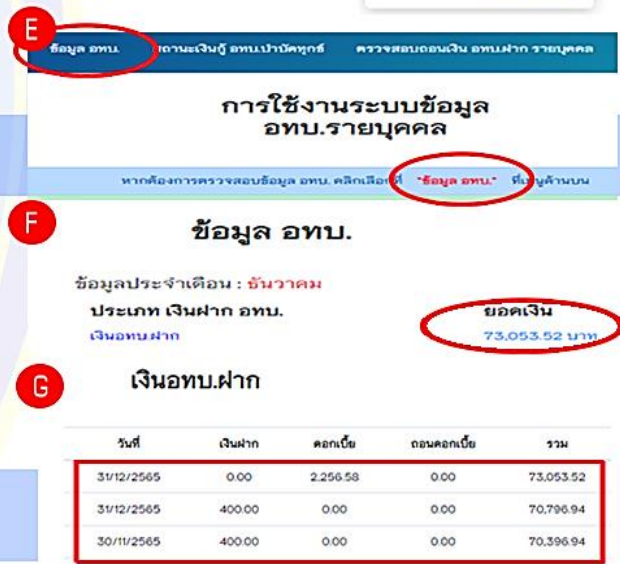 E
ข้อมูล อทบ. สถานะเงินกู้ อทบ.บำบัดทุกข์ ตรวจสอบถอนเงิน อทบ.ฝาก รายบุคคล
การใช้งานระบบข้อมูล
อทบ.รายบุคคล
หากต้องการตรวจสอบข้อมูล อทบ. คลิกเลือกที่ "ข้อมูล อทบ." ที่เมนูด้านบน
F
ข้อมูล อทบ.
ข้อมูลประจำเดือน : ธันวาคม
ประเภท เงินฝาก อทบ. ยอดเงิน
เงินอทบ.ฝาก 73,053.52 บาท
G
เงินอทบ.ฝาก
วันที่ เงินฝาก ดอกเบี้ย ถอนดอกเบี้ย รวม
31/12/2565 0.00 2,256.58 0.00 73,053.52
31/12/2565 400.00 0.00 0.00 70,796.94
30/11/2565 400.00 0.00 0.00 70,396.94